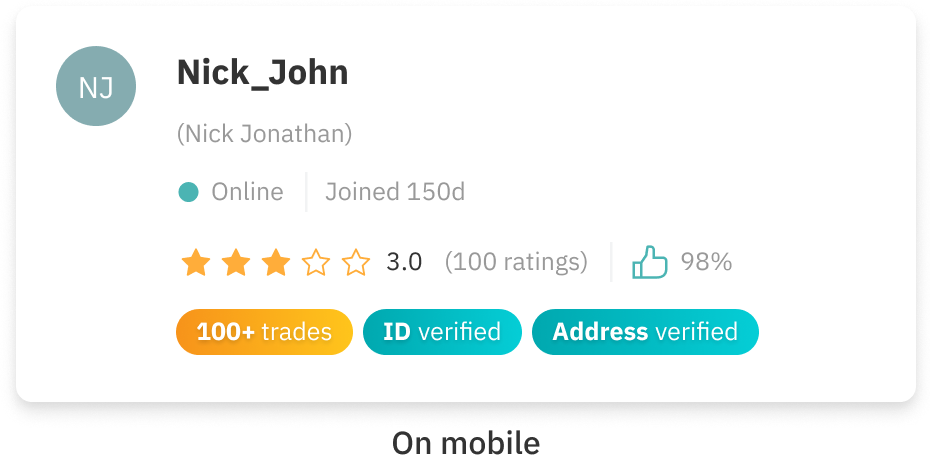 NJ
Nick_John
(Nick Jonathan)
Online Joined 150d
3.0 (100 ratings) 98%
100+ trades ID verified Address verified
On mobile